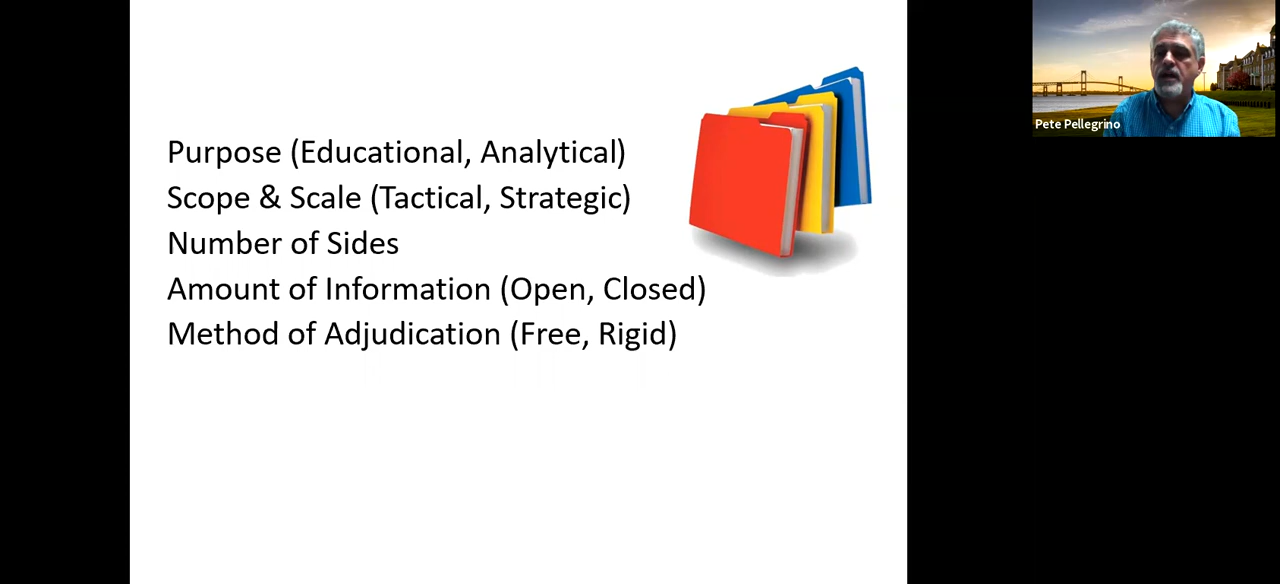 Purpose (Educational, Analytical)
Scope & Scale (Tactical, Strategic)
Number of Sides
Amount of Information (Open, Closed)
Method of Adjudication (Free, Rigid)
Pete Pellegrino